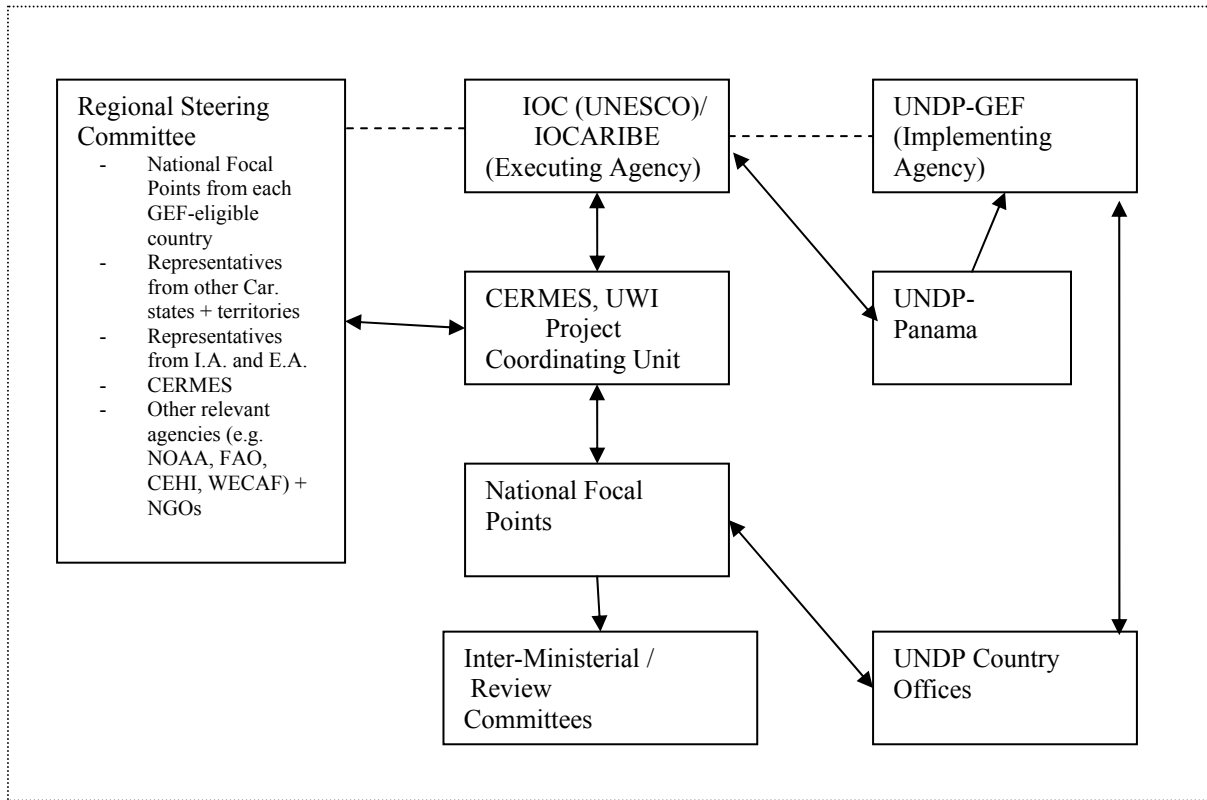 Regional Steering
Committee
- National Focal
Points from each
GEF-eligible
country
- Representatives
from other Car.
states + territories
- Representatives
from I.A. and E.A.
- CERMES
- Other relevant
agencies (e.g.
NOAA, FAO,
CEHI, WECAF) +
NGOs
IOC (UNESCO)/
IOCARIBE
(Executing Agency)
UNDP-GEF
(Implementing
Agency)
CERMES, UWI
Project
Coordinating Unit
UNDP-
Panama
National Focal
Points
Inter-Ministerial /
Review
Committees
UNDP Country
Offices